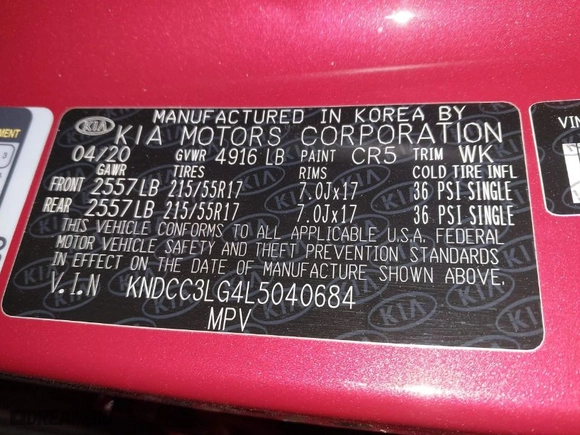 MANUFACTURED IN KOREA BY
KIA KIA MOTORS CORPORATION
04/20 GVWR 4916 LB PAINT CR5 TRIM WK
GAWR TIRES RIMS COLD TIRE INFL
FRONT 2557LB 215/55R17 7.0Jx17 36 PSI SINGLE
REAR 2557LB 215/55R17 7.0Jx17 36 PSI SINGLE
THIS VEHICLE CONFORMS TO ALL APPLICABLE U.S.A. FEDERAL
MOTOR VEHICLE SAFETY AND THEFT PREVENTION STANDARDS
IN EFFECT ON THE DATE OF MANUFACTURE SHOWN ABOVE.
V.I.N KNDCC3LG4L5040684
MPV
VIN